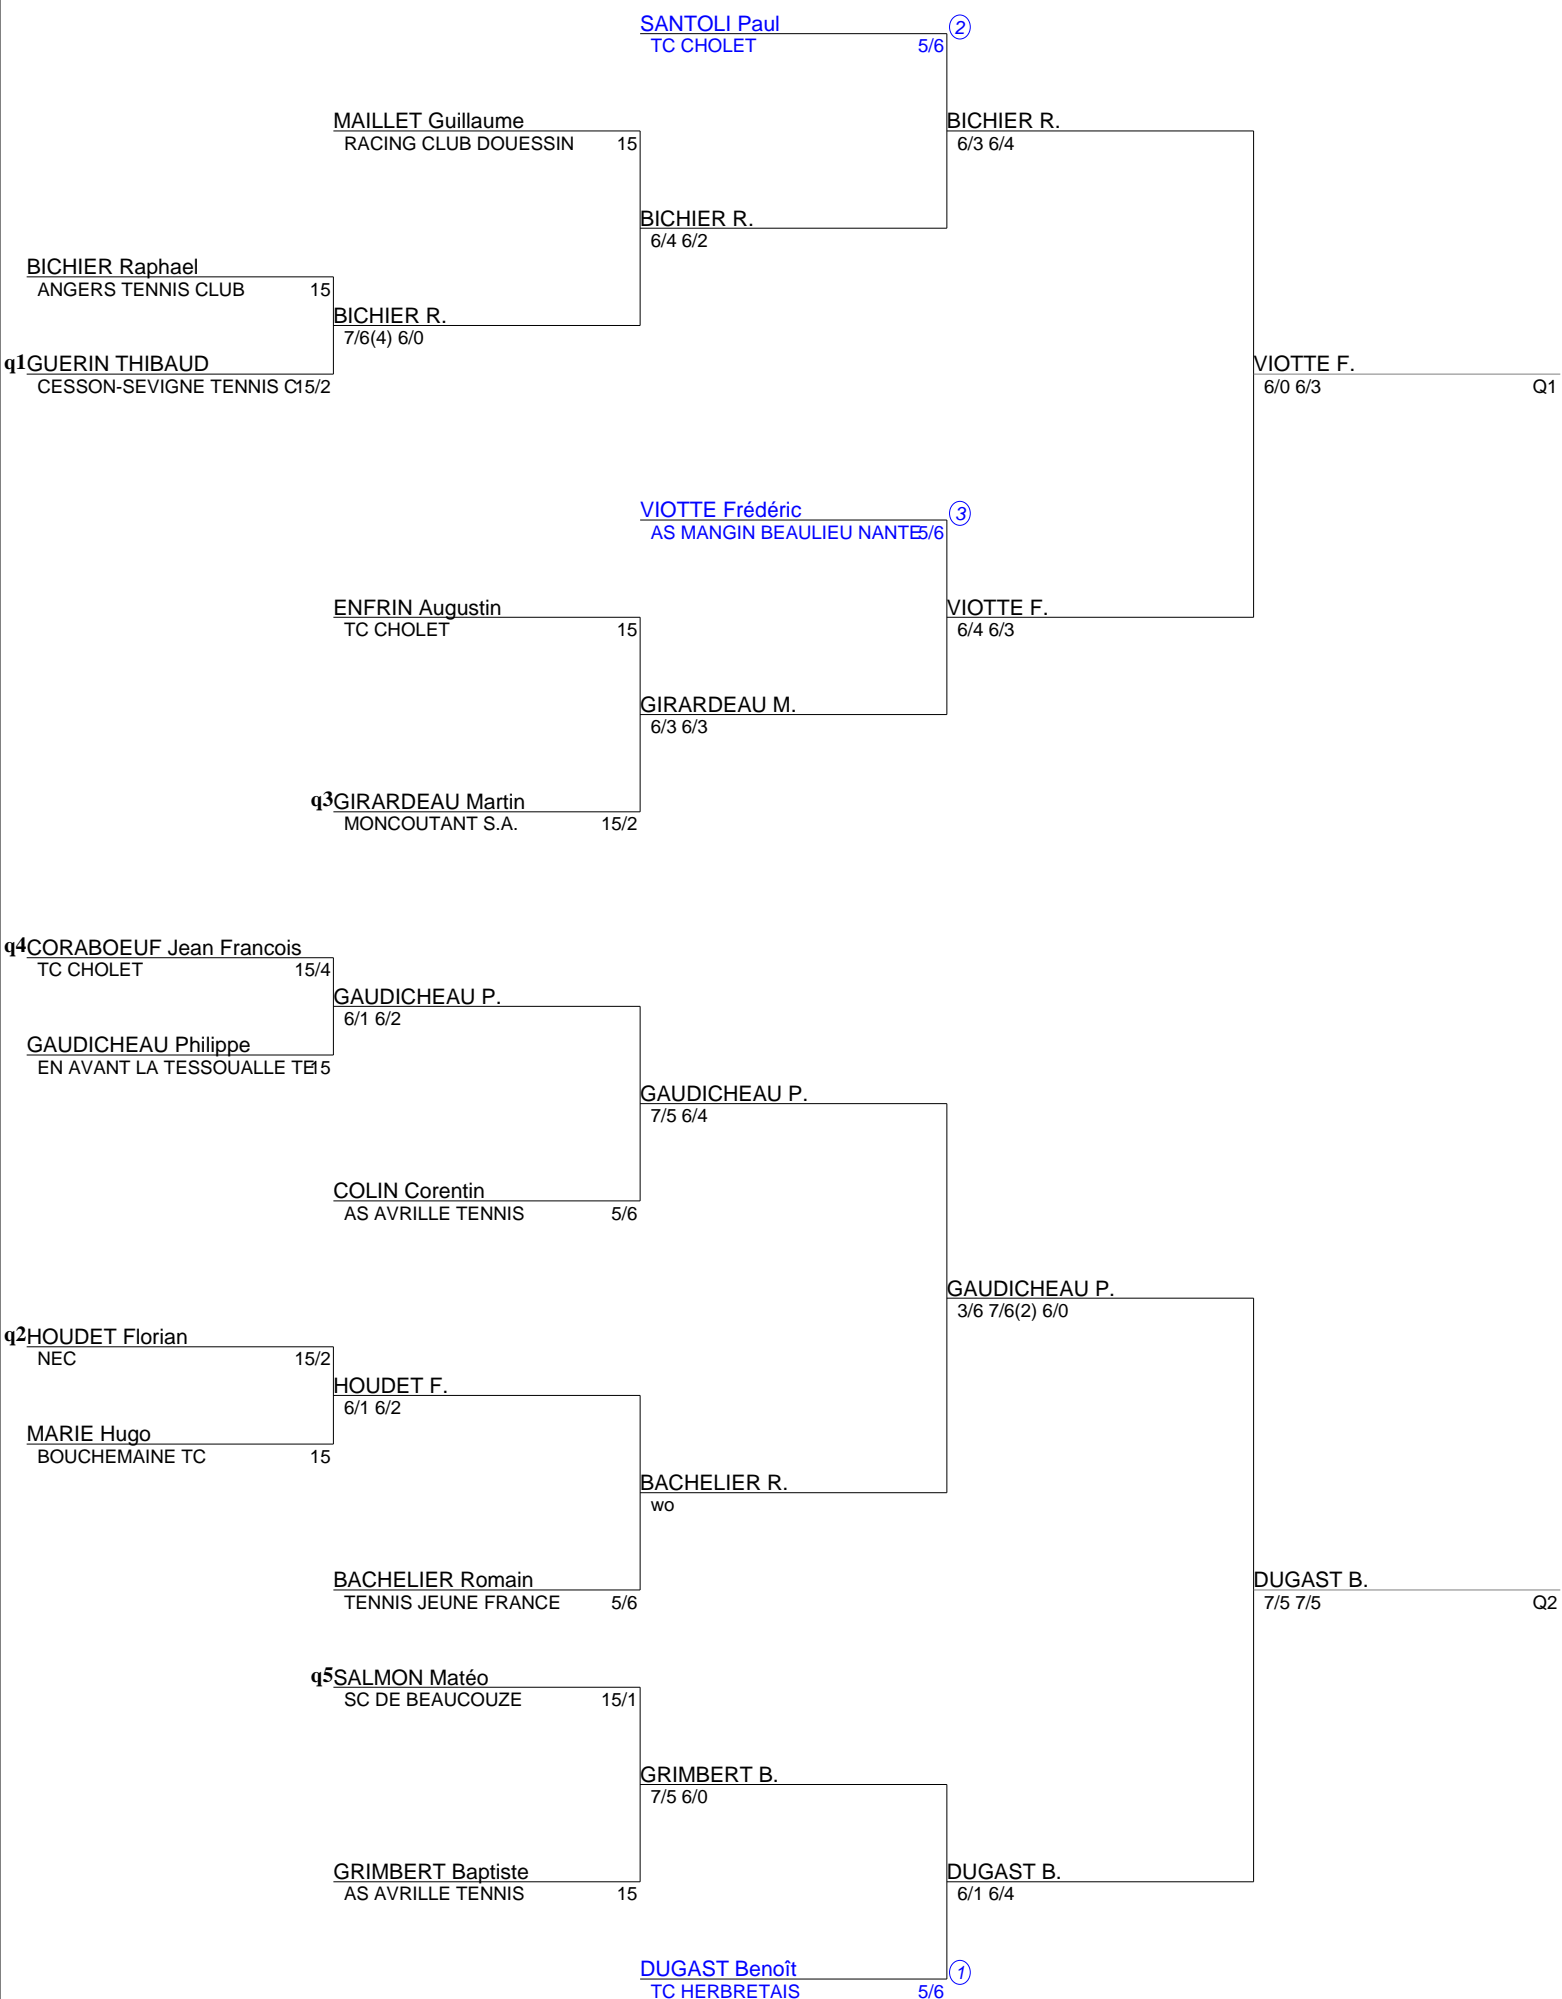 SANTOLI Paul 2
TC CHOLET 5/6
MAILLET Guillaume
RACING CLUB DOUESSIN 15
BICHIER R.
6/3 6/4
BICHIER R.
6/4 6/2
BICHIER Raphael
ANGERS TENNIS CLUB 15
BICHIER R.
7/6(4) 6/0
q1 GUERIN THIBAUD
CESSON-SEVIGNE TENNIS C 15/2
VIOTTE F.
6/0 6/3 Q1
VIOTTE Frédéric 3
AS MANGIN BEAULIEU NANTE 5/6
ENFRIN Augustin
TC CHOLET 15
VIOTTE F.
6/4 6/3
GIRARDEAU M.
6/3 6/3
q3 GIRARDEAU Martin
MONCOUTANT S.A. 15/2
q4 CORABOEUF Jean Francois
TC CHOLET 15/4
GAUDICHEAU P.
6/1 6/2
GAUDICHEAU Philippe
EN AVANT LA TESSOUALLE TE 15
GAUDICHEAU P.
7/5 6/4
COLIN Corentin
AS AVRILLE TENNIS 5/6
GAUDICHEAU P.
3/6 7/6(2) 6/0
q2 HOUDET Florian
NEC 15/2
HOUDET F.
6/1 6/2
MARIE Hugo
BOUCHEMAINE TC 15
BACHELIER R.
wo
BACHELIER Romain
TENNIS JEUNE FRANCE 5/6
DUGAST B.
7/5 7/5 Q2
q5 SALMON Matéo
SC DE BEAUCOUZE 15/1
GRIMBERT B.
7/5 6/0
GRIMBERT Baptiste
AS AVRILLE TENNIS 15
DUGAST B.
6/1 6/4
DUGAST Benoît 1
TC HERBRETAIS 5/6